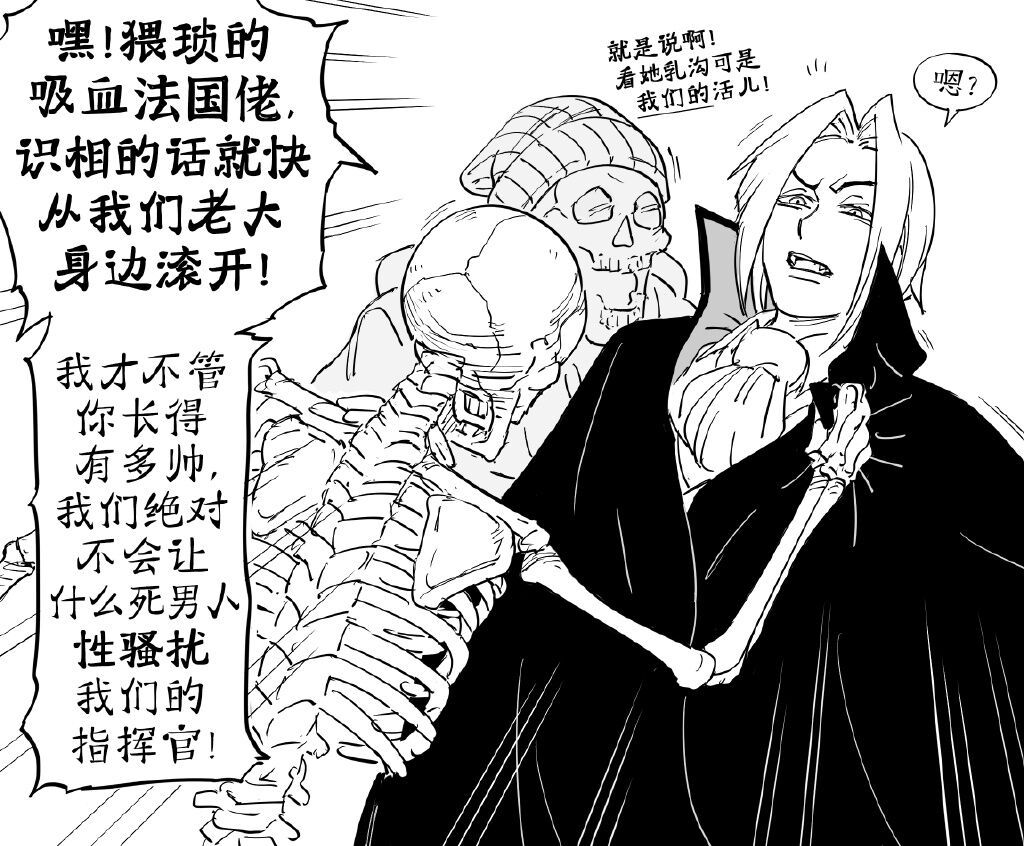 嘿！猥琐的
吸血法国佬，
识相的话就快
从我们老大
身边滚开！
我才不管
你长得
有多帅，
我们绝对
不会让
什么死男人
性骚扰
我们的
指挥官！
就是说啊！
看她乳沟可是
我们的活儿！
嗯？